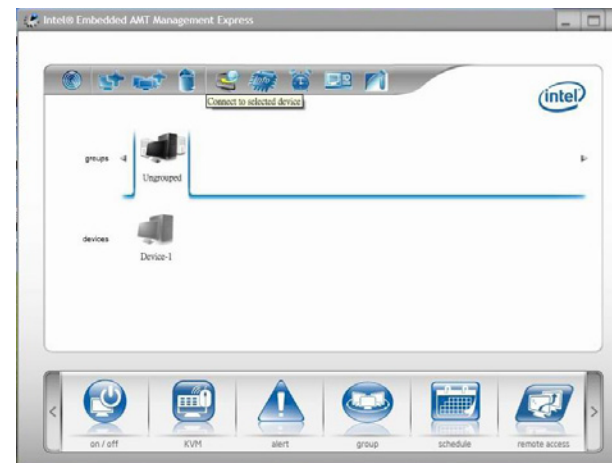 Intel® Embedded AMT Management Express
Connect to selected device
intel
groups
Ungrouped
devices
Device-1
on / off
KVM
alert
group
schedule
remote access